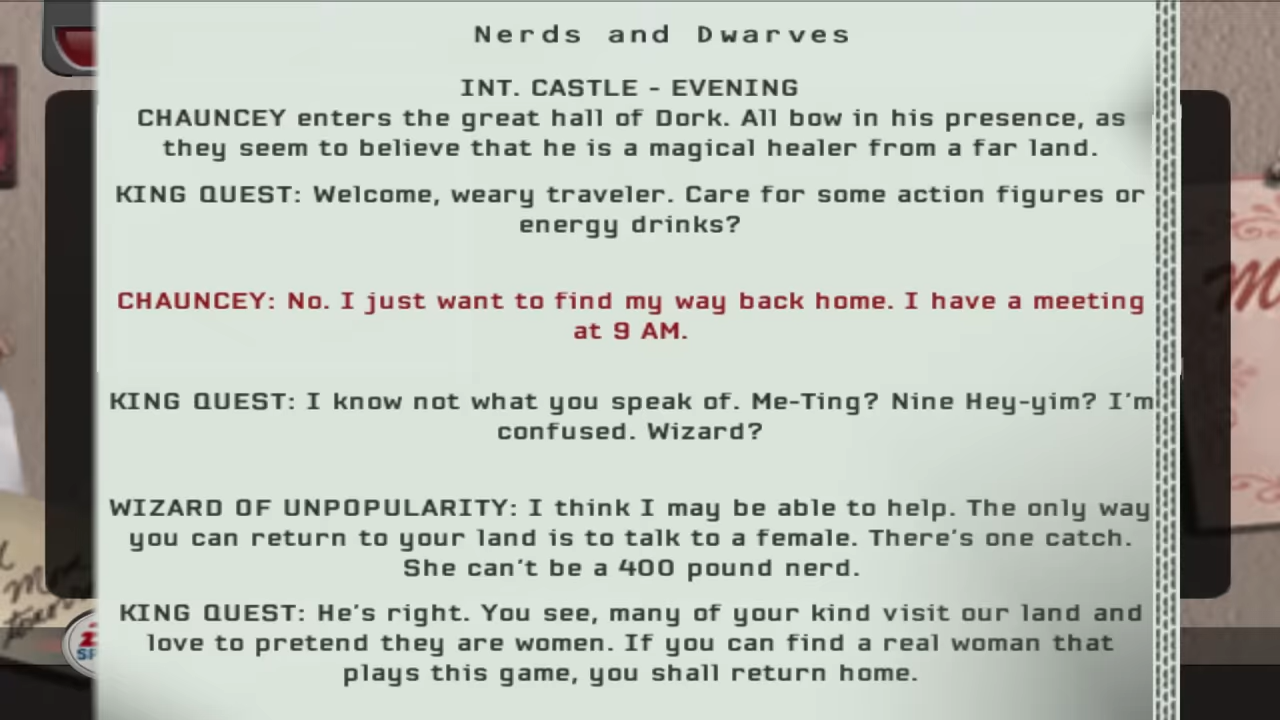 Nerds and Dwarves
INT. CASTLE - EVENING
CHAUNCEY enters the great hall of Dork. All bow in his presence, as
they seem to believe that he is a magical healer from a far land.
KING QUEST: Welcome, weary traveler. Care for some action figures or
energy drinks?
CHAUNCEY: No. I just want to find my way back home. I have a meeting
at 9 AM.
KING QUEST: I know not what you speak of. Me-Ting? Nine Hey-yim? I'm
confused. Wizard?
WIZARD OF UNPOPULARITY: I think I may be able to help. The only way
you can return to your land is to talk to a female. There's one catch.
She can't be a 400 pound nerd.
KING QUEST: He's right. You see, many of your kind visit our land and
love to pretend they are women. If you can find a real woman that
plays this game, you shall return home.